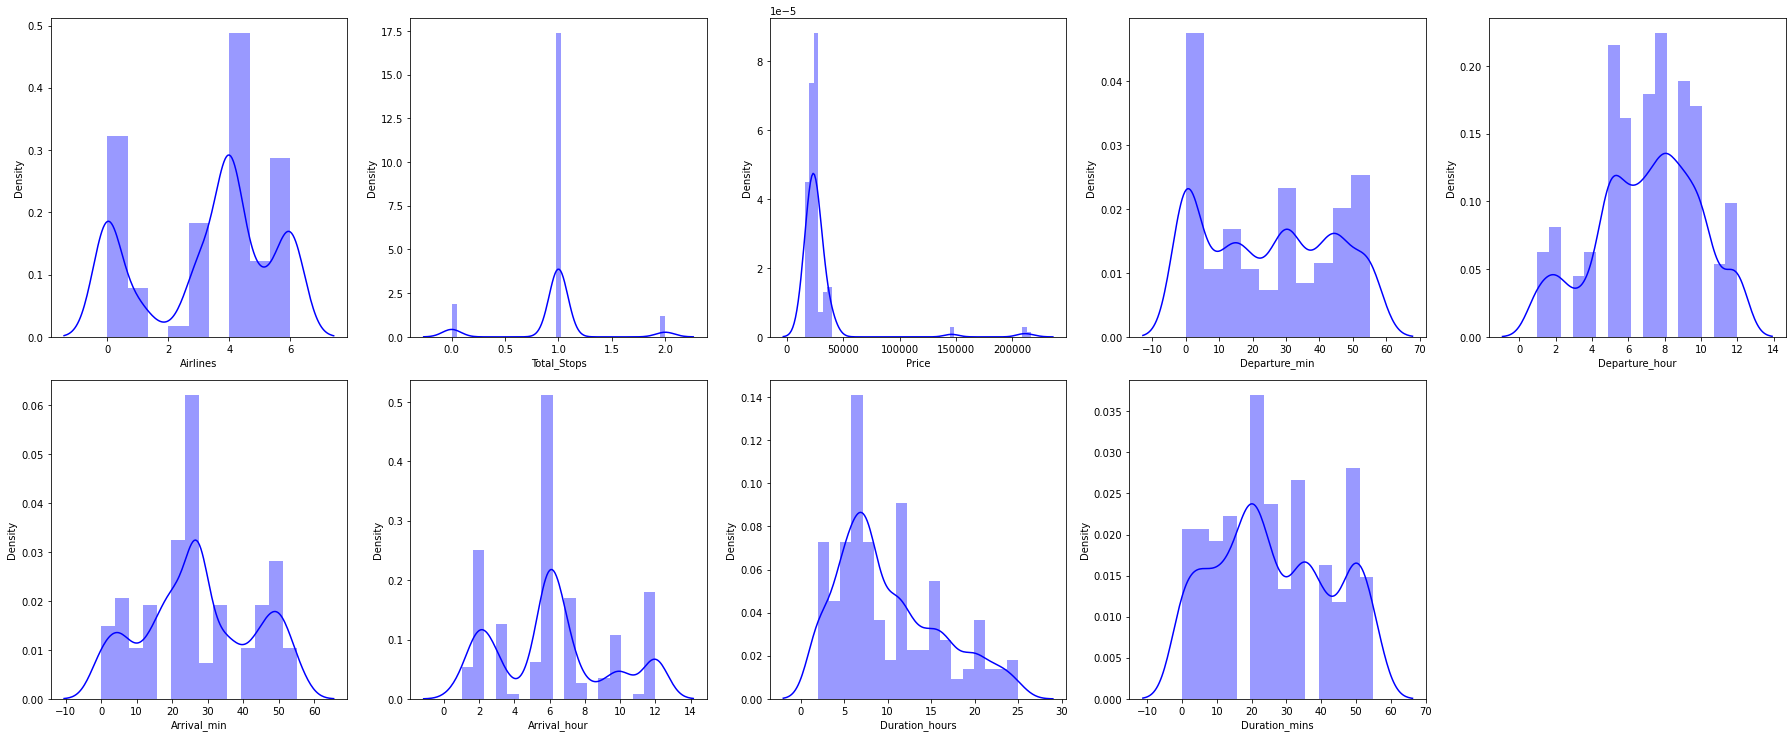 0.5
0.4
0.3
0.2
0.1
0.0
Density
0 2 4 6
Airlines
17.5
15.0
12.5
10.0
7.5
5.0
2.5
0.0
Density
0.0 0.5 1.0 1.5 2.0
Total_Stops
1e−5
8
6
4
2
0
Density
0 50000 100000 150000 200000
Price
0.04
0.03
0.02
0.01
0.00
Density
−10 0 10 20 30 40 50 60 70
Departure_min
0.20
0.15
0.10
0.05
0.00
Density
0 2 4 6 8 10 12 14
Departure_hour
0.06
0.05
0.04
0.03
0.02
0.01
0.00
Density
−10 0 10 20 30 40 50 60
Arrival_min
0.5
0.4
0.3
0.2
0.1
0.0
Density
0 2 4 6 8 10 12 14
Arrival_hour
0.14
0.12
0.10
0.08
0.06
0.04
0.02
0.00
Density
0 5 10 15 20 25 30
Duration_hours
0.035
0.030
0.025
0.020
0.015
0.010
0.005
0.000
Density
−10 0 10 20 30 40 50 60 70
Duration_mins